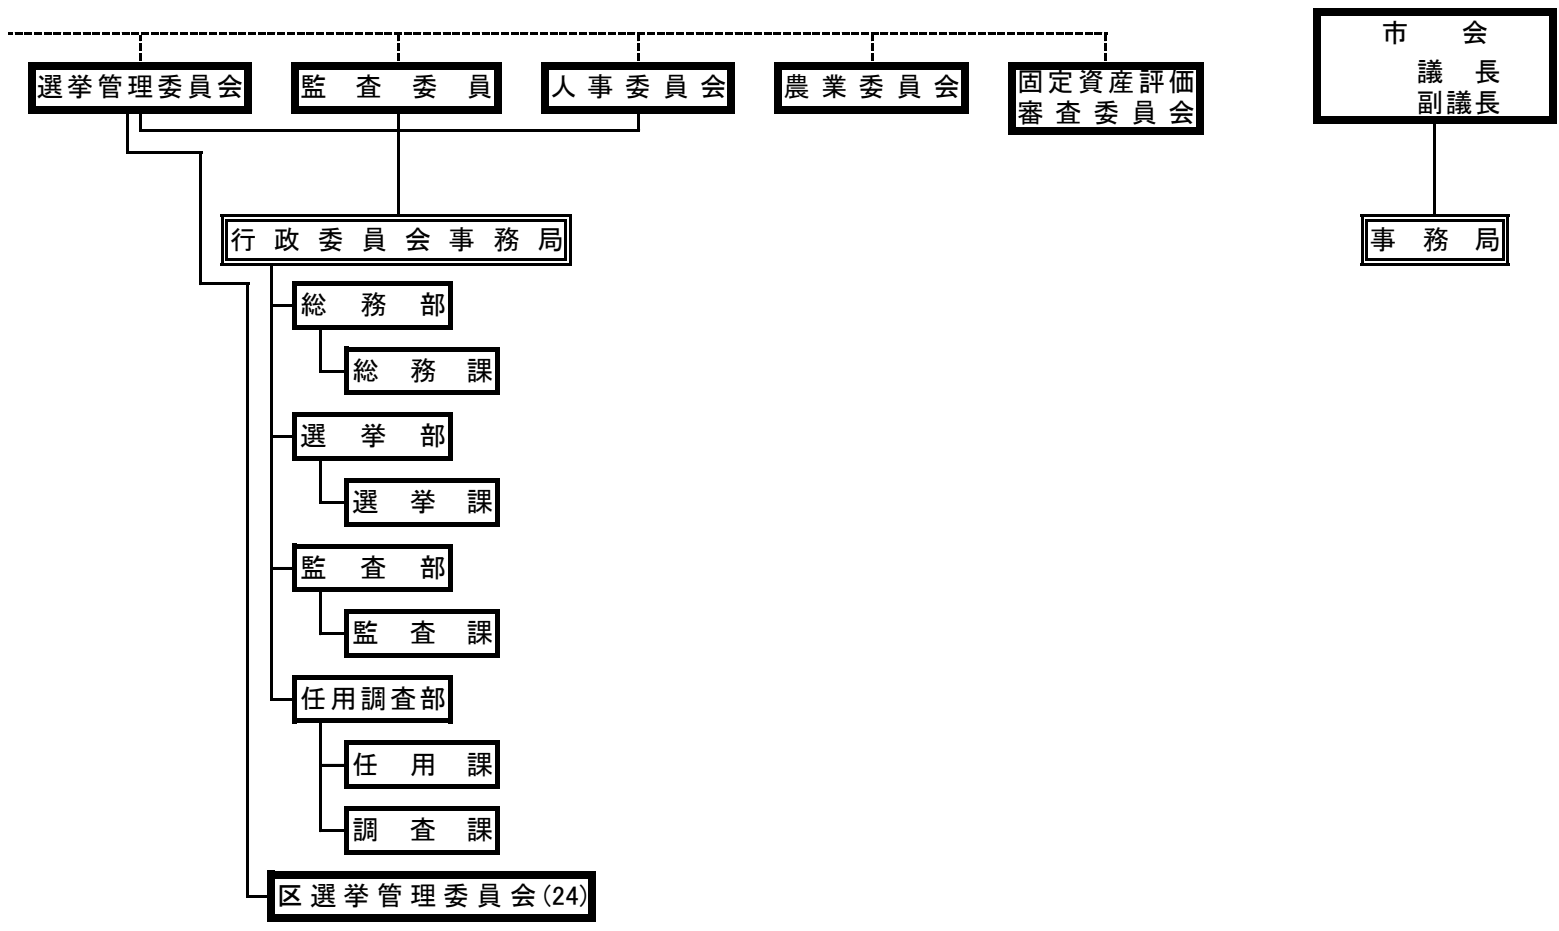 選挙管理委員会
監査委員
人事委員会
農業委員会
固定資産評価
審査委員会
市会
議長
副議長
行政委員会事務局
事務局
総務部
総務課
選挙部
選挙課
監査部
監査課
任用調査部
任用課
調査課
区選挙管理委員会(24)